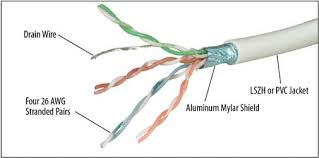 Drain Wire
LSZH or PVC Jacket
Aluminum Mylar Shield
Four 26 AWG
Stranded Pairs